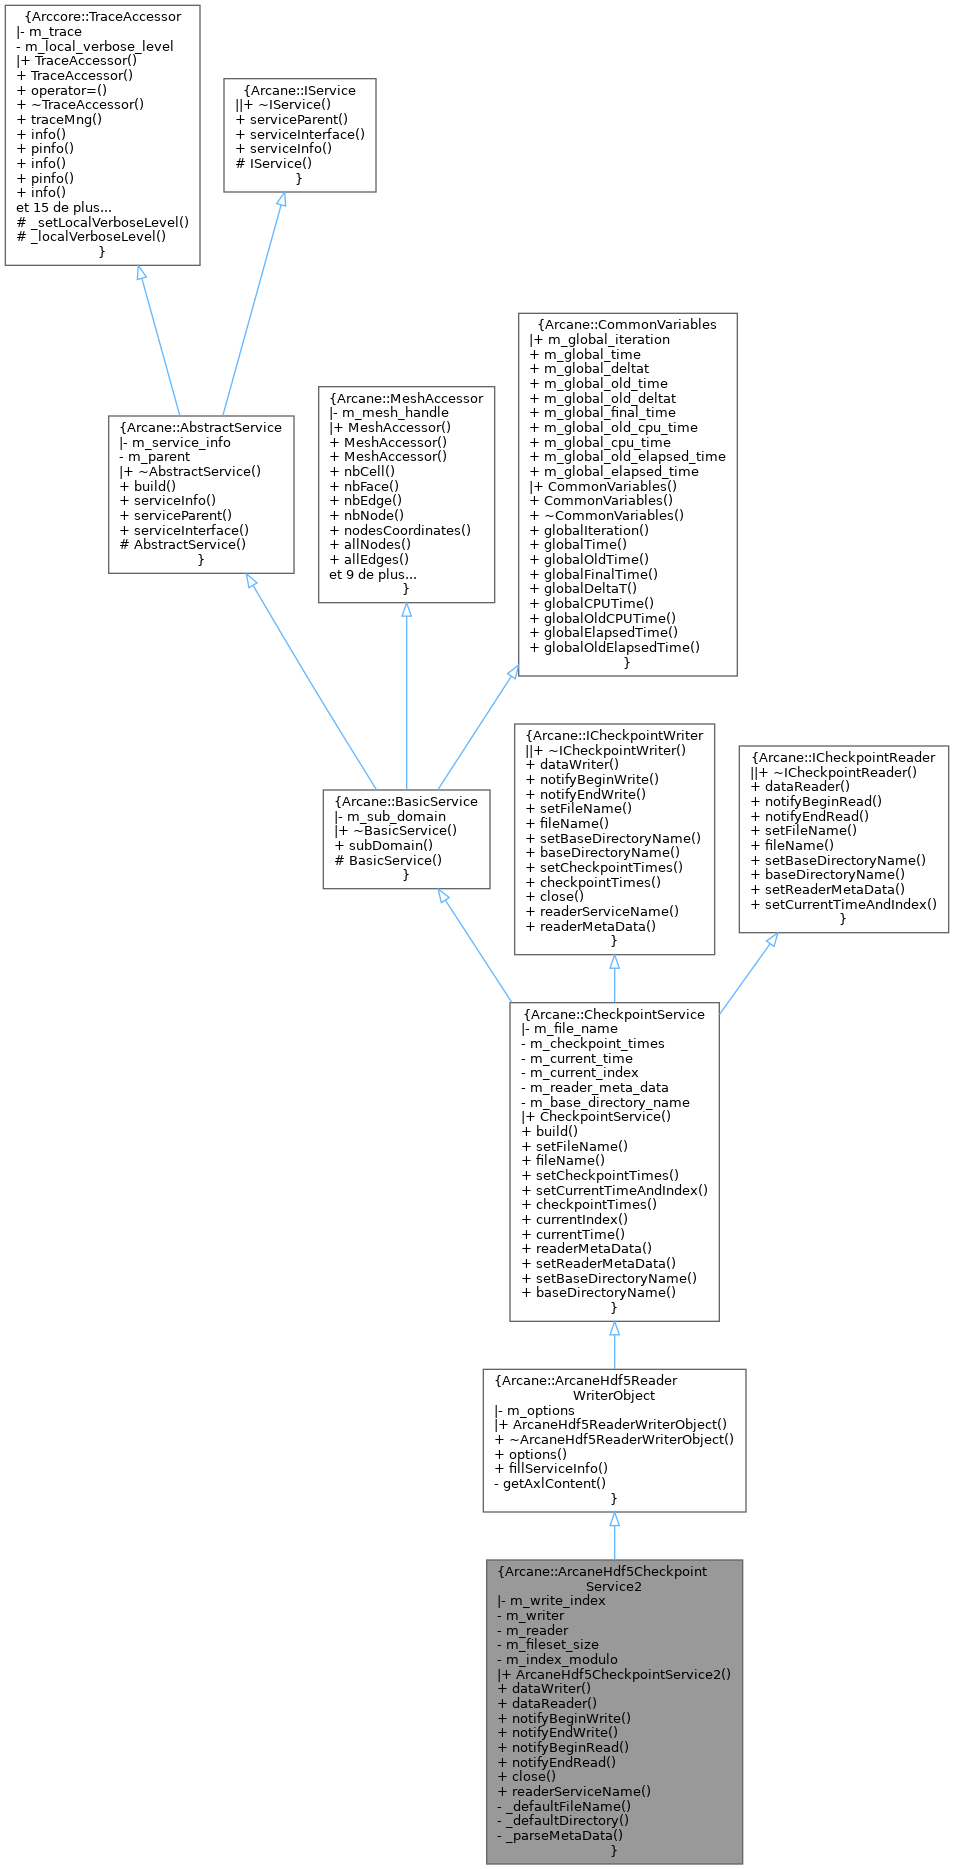 {Arccore::TraceAccessor
|- m_trace
- m_local_verbose_level
|+ TraceAccessor()
+ TraceAccessor()
+ operator=()
+ ~TraceAccessor()
+ traceMng()
+ info()
+ pinfo()
+ info()
+ pinfo()
+ info()
et 15 de plus...
# _setLocalVerboseLevel()
# _localVerboseLevel()
}
{Arcane::IService
||+ ~IService()
+ serviceParent()
+ serviceInterface()
+ serviceInfo()
# IService()
}
{Arcane::AbstractService
|- m_service_info
- m_parent
|+ ~AbstractService()
+ build()
+ serviceInfo()
+ serviceParent()
+ serviceInterface()
# AbstractService()
}
{Arcane::MeshAccessor
|- m_mesh_handle
|+ MeshAccessor()
+ MeshAccessor()
+ MeshAccessor()
+ nbCell()
+ nbFace()
+ nbEdge()
+ nbNode()
+ nodesCoordinates()
+ allNodes()
+ allEdges()
et 9 de plus...
}
{Arcane::CommonVariables
|+ m_global_iteration
+ m_global_time
+ m_global_deltat
+ m_global_old_time
+ m_global_old_deltat
+ m_global_final_time
+ m_global_old_cpu_time
+ m_global_cpu_time
+ m_global_old_elapsed_time
+ m_global_elapsed_time
|+ CommonVariables()
+ CommonVariables()
+ ~CommonVariables()
+ globalIteration()
+ globalTime()
+ globalOldTime()
+ globalFinalTime()
+ globalDeltaT()
+ globalCPUTime()
+ globalOldCPUTime()
+ globalElapsedTime()
+ globalOldElapsedTime()
}
{Arcane::BasicService
|- m_sub_domain
|+ ~BasicService()
+ subDomain()
# BasicService()
}
{Arcane::ICheckpointWriter
||+ ~ICheckpointWriter()
+ dataWriter()
+ notifyBeginWrite()
+ notifyEndWrite()
+ setFileName()
+ fileName()
+ setBaseDirectoryName()
+ baseDirectoryName()
+ setCheckpointTimes()
+ checkpointTimes()
+ close()
+ readerServiceName()
+ readerMetaData()
}
{Arcane::ICheckpointReader
||+ ~ICheckpointReader()
+ dataReader()
+ notifyBeginRead()
+ notifyEndRead()
+ setFileName()
+ fileName()
+ setBaseDirectoryName()
+ baseDirectoryName()
+ setReaderMetaData()
+ setCurrentTimeAndIndex()
}
{Arcane::CheckpointService
|- m_file_name
- m_checkpoint_times
- m_current_time
- m_current_index
- m_reader_meta_data
- m_base_directory_name
|+ CheckpointService()
+ build()
+ setFileName()
+ fileName()
+ setCheckpointTimes()
+ setCurrentTimeAndIndex()
+ checkpointTimes()
+ currentIndex()
+ currentTime()
+ readerMetaData()
+ setReaderMetaData()
+ setBaseDirectoryName()
+ baseDirectoryName()
}
{Arcane::ArcaneHdf5Reader
WriterObject
|- m_options
|+ ArcaneHdf5ReaderWriterObject()
+ ~ArcaneHdf5ReaderWriterObject()
+ options()
+ fillServiceInfo()
- getAxlContent()
}
{Arcane::ArcaneHdf5Checkpoint
Service2
|- m_write_index
- m_writer
- m_reader
- m_fileset_size
- m_index_modulo
|+ ArcaneHdf5CheckpointService2()
+ dataWriter()
+ dataReader()
+ notifyBeginWrite()
+ notifyEndWrite()
+ notifyBeginRead()
+ notifyEndRead()
+ close()
+ readerServiceName()
- _defaultFileName()
- _defaultDirectory()
- _parseMetaData()
}